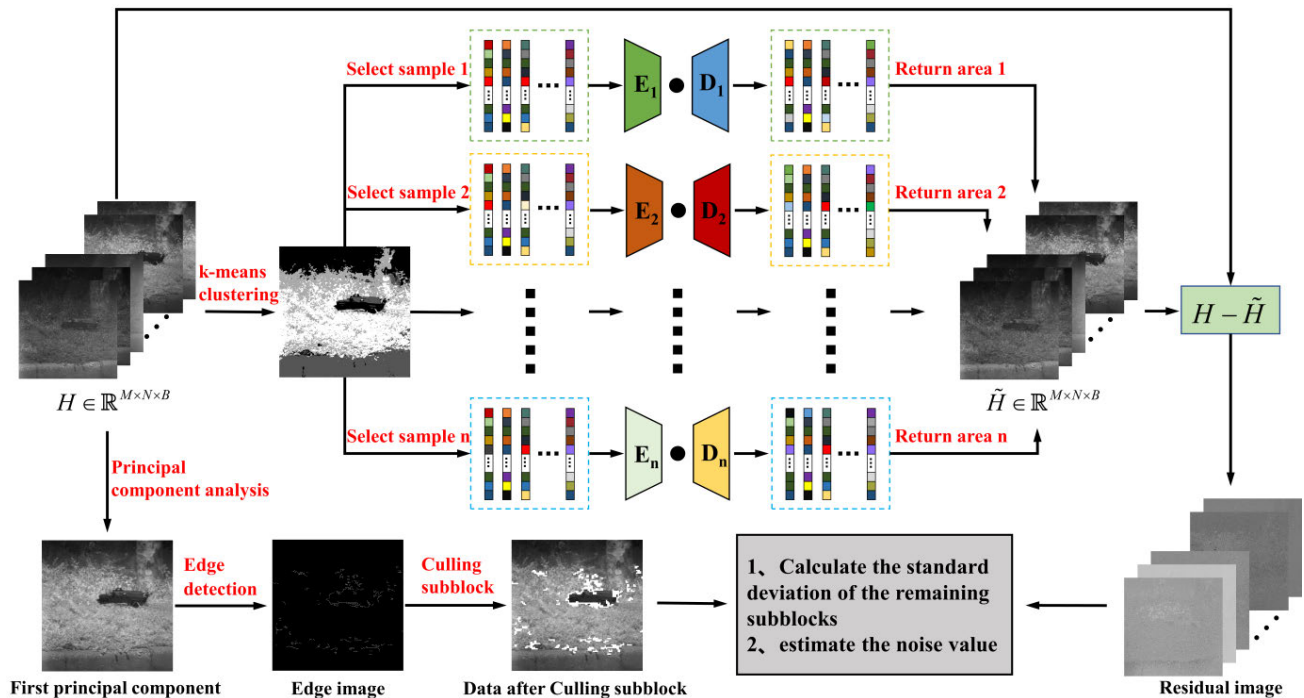 Select sample 1
E₁
D₁
Return area 1
Select sample 2
E₂
D₂
Return area 2
k-means
clustering
H ∈ ℝ^{M×N×B}
H̃ ∈ ℝ^{M×N×B}
H − H̃
Select sample n
Eₙ
Dₙ
Return area n
Principal
component analysis
Edge
detection
Culling
subblock
1、Calculate the standard
deviation of the remaining
subblocks
2、estimate the noise value
First principal component
Edge image
Data after Culling subblock
Residual image